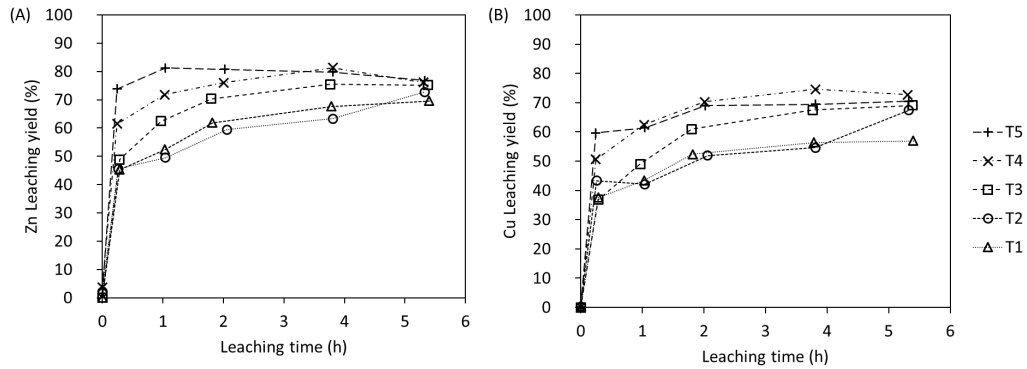 (A)
Zn Leaching yield (%)
100
90
80
70
60
50
40
30
20
10
0
0 1 2 3 4 5 6
Leaching time (h)
(B)
Cu Leaching yield (%)
100
90
80
70
60
50
40
30
20
10
0
0 1 2 3 4 5 6
Leaching time (h)
T5
T4
T3
T2
T1